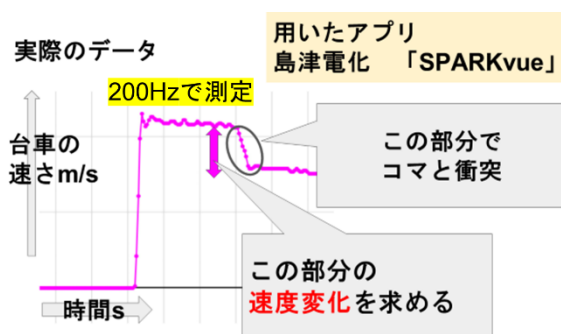 実際のデータ
用いたアプリ
島津電化 「SPARKvue」
200Hzで測定
台車の
速さm/s
この部分で
コマと衝突
この部分の
速度変化を求める
時間s